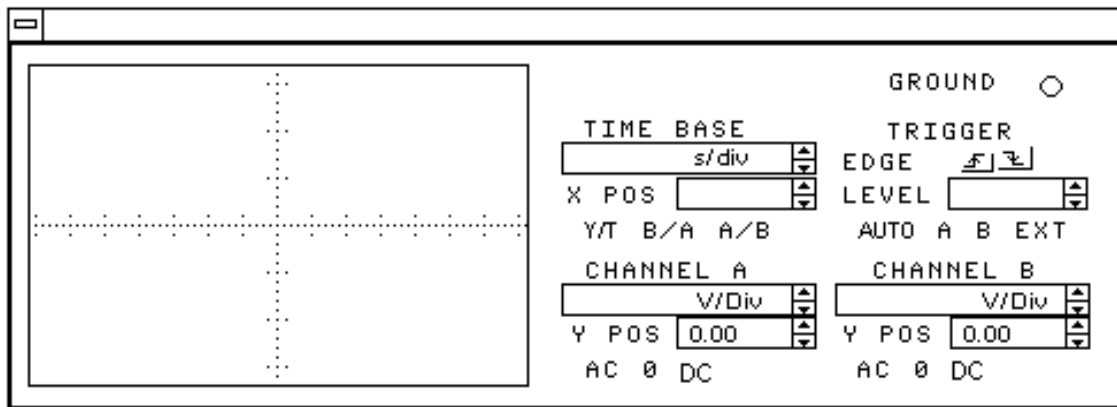 GROUND
TIME BASE
s/div
X POS
Y/T B/A A/B
TRIGGER
EDGE
LEVEL
AUTO A B EXT
CHANNEL A
V/Div
Y POS 0.00
AC 0 DC
CHANNEL B
V/Div
Y POS 0.00
AC 0 DC